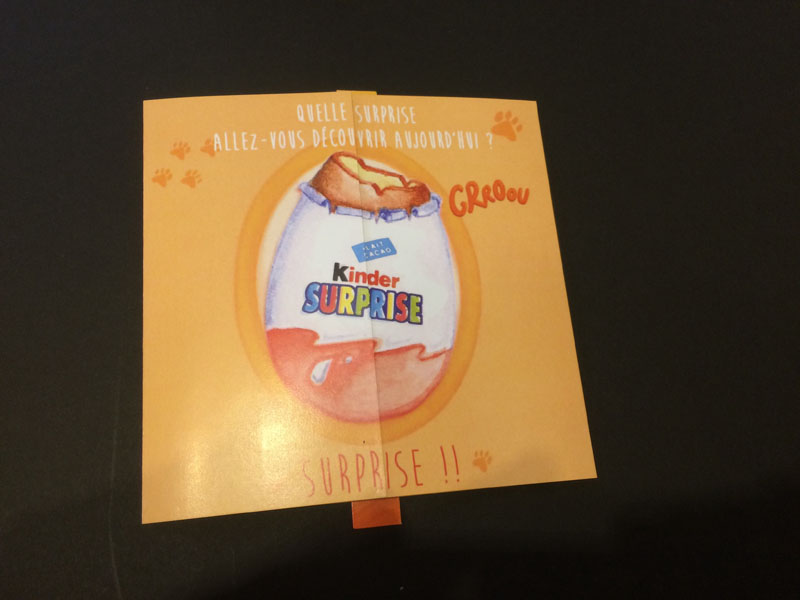 QUELLE SURPRISE
ALLEZ-VOUS DÉCOUVRIR AUJOURD'HUI ?
GRROOU
+LAIT
-CACAO
Kinder
SURPRISE
SURPRISE !!